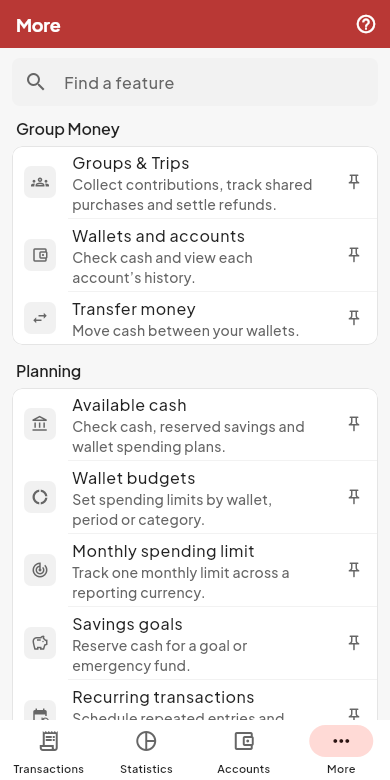 More
Find a feature
Group Money
Groups & Trips
Collect contributions, track shared
purchases and settle refunds.
Wallets and accounts
Check cash and view each
account's history.
Transfer money
Move cash between your wallets.
Planning
Available cash
Check cash, reserved savings and
wallet spending plans.
Wallet budgets
Set spending limits by wallet,
period or category.
Monthly spending limit
Track one monthly limit across a
reporting currency.
Savings goals
Reserve cash for a goal or
emergency fund.
Recurring transactions
Schedule repeated entries and
Transactions
Statistics
Accounts
More